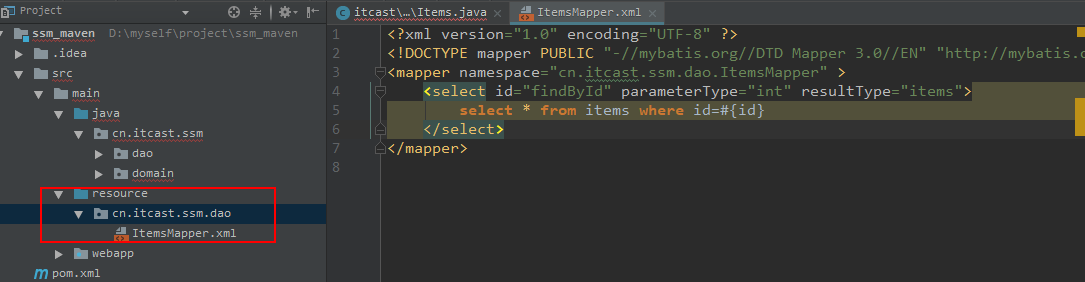 Project
ssm_maven D:\myself\project\ssm_maven
.idea
src
main
java
cn.itcast.ssm
dao
domain
resource
cn.itcast.ssm.dao
ItemsMapper.xml
webapp
pom.xml
itcast\...\Items.java
ItemsMapper.xml
1 <?xml version="1.0" encoding="UTF-8" ?>
2 <!DOCTYPE mapper PUBLIC "-//mybatis.org//DTD Mapper 3.0//EN" "http://mybatis.o
3 <mapper namespace="cn.itcast.ssm.dao.ItemsMapper" >
4 <select id="findById" parameterType="int" resultType="items">
5 select * from items where id=#{id}
6 </select>
7 </mapper>
8